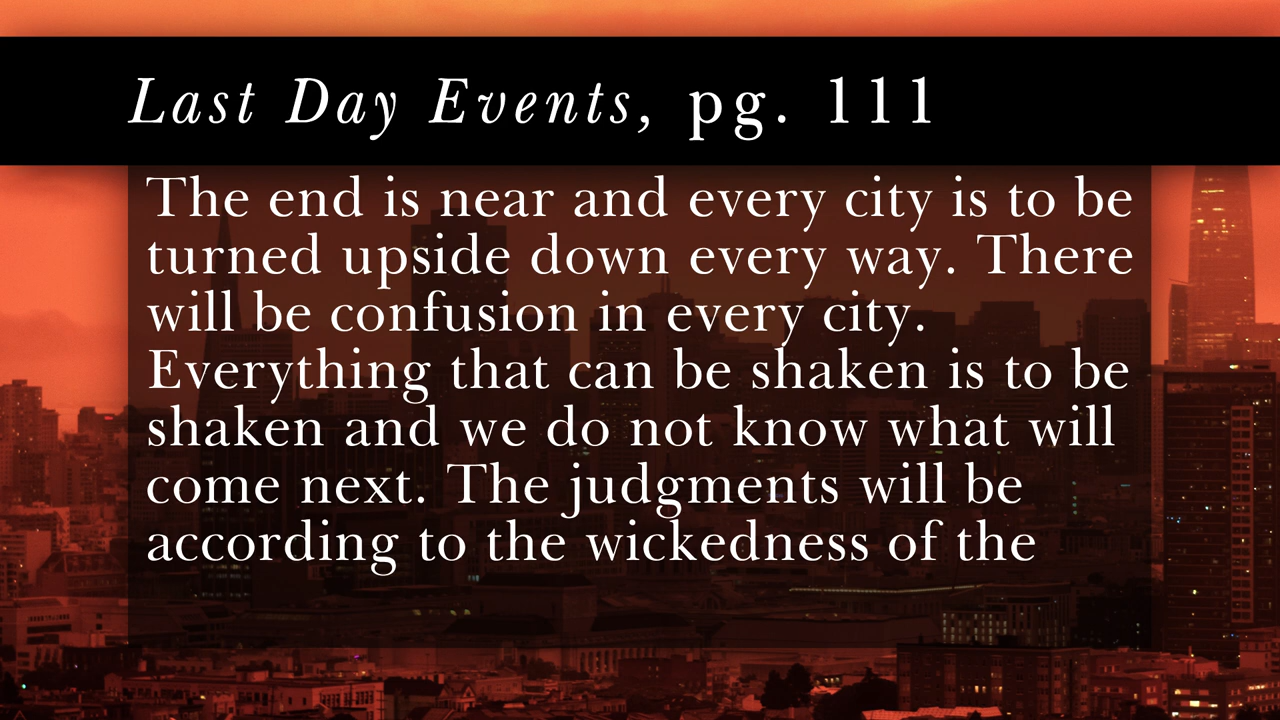 Last Day Events, pg. 111
The end is near and every city is to be
turned upside down every way. There
will be confusion in every city.
Everything that can be shaken is to be
shaken and we do not know what will
come next. The judgments will be
according to the wickedness of the